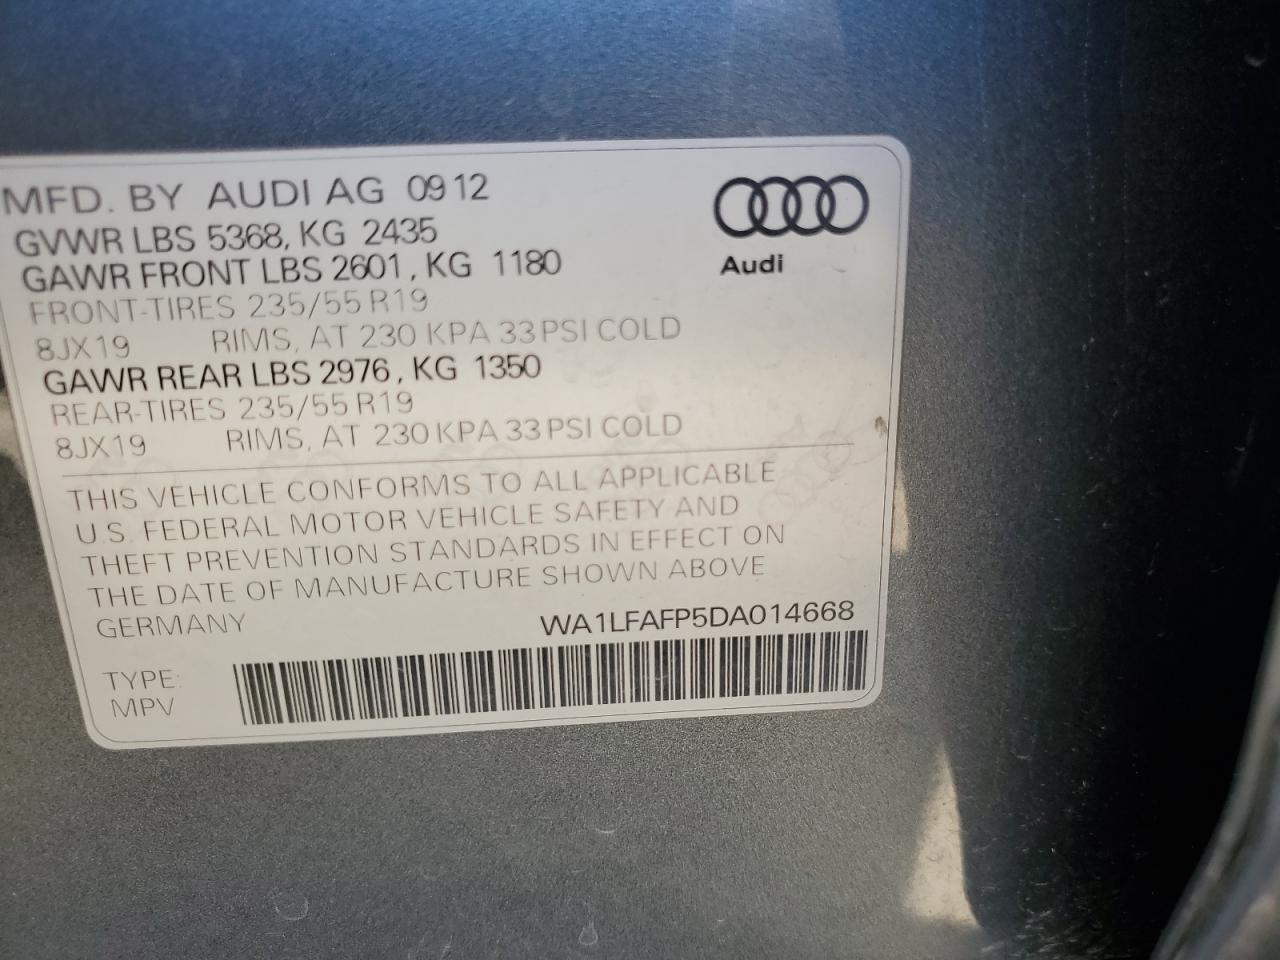 MFD. BY AUDI AG 09 12
GVWR LBS 5368, KG 2435
GAWR FRONT LBS 2601, KG 1180
FRONT-TIRES 235/55 R19
8JX19 RIMS, AT 230 KPA 33 PSI COLD
GAWR REAR LBS 2976, KG 1350
REAR-TIRES 235/55 R19
8JX19 RIMS, AT 230 KPA 33 PSI COLD
Audi
THIS VEHICLE CONFORMS TO ALL APPLICABLE
U.S. FEDERAL MOTOR VEHICLE SAFETY AND
THEFT PREVENTION STANDARDS IN EFFECT ON
THE DATE OF MANUFACTURE SHOWN ABOVE
GERMANY WA1LFAFP5DA014668
TYPE:
MPV